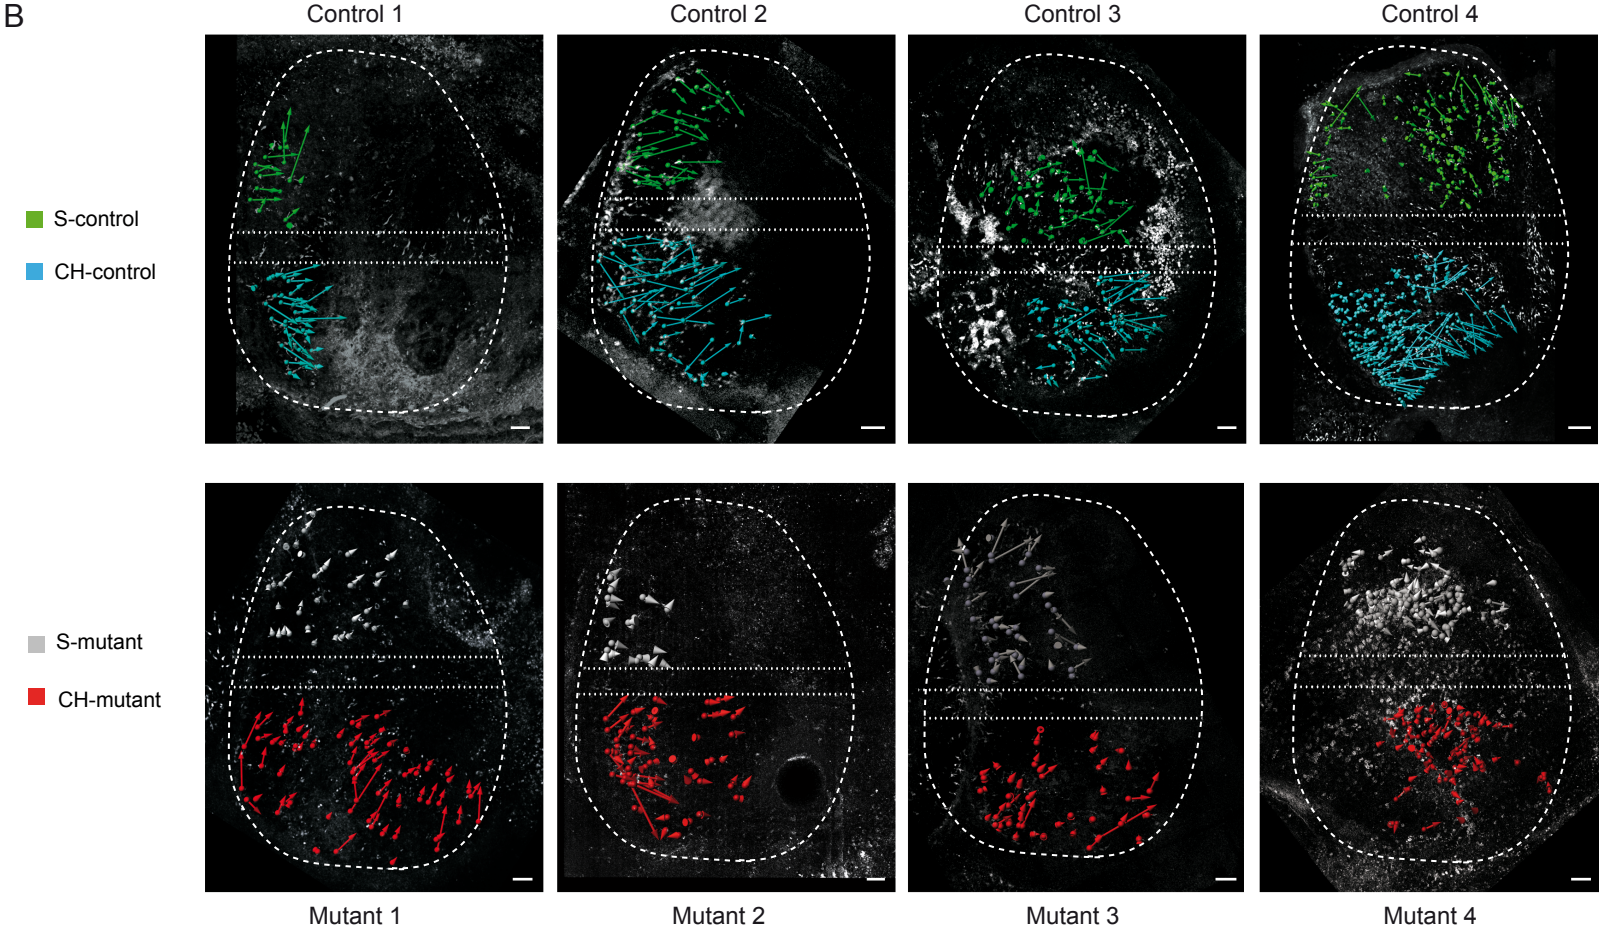 B
Control 1
Control 2
Control 3
Control 4
S-control
CH-control
S-mutant
CH-mutant
Mutant 1
Mutant 2
Mutant 3
Mutant 4